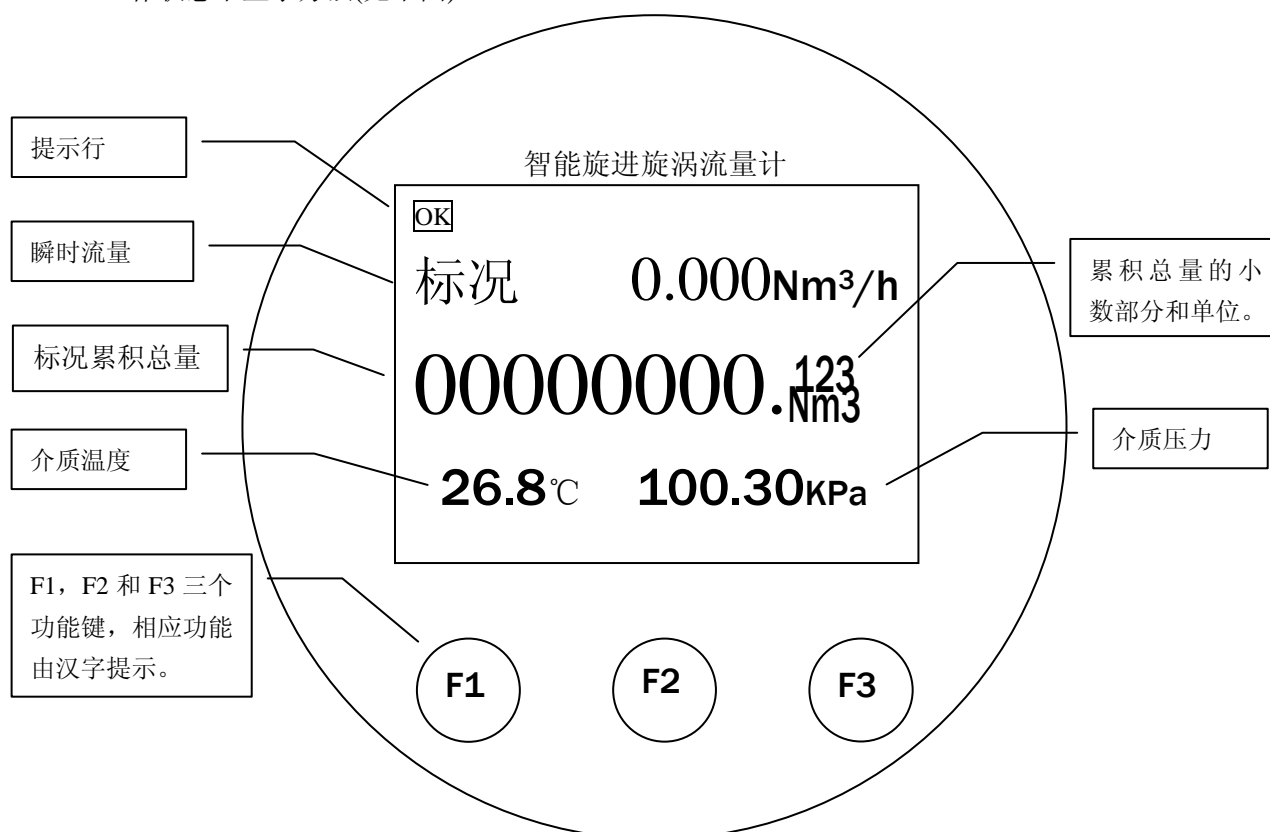 智能旋进旋涡流量计
提示行
OK
瞬时流量
标况 0.000Nm³/h
累积总量的小
数部分和单位。
标况累积总量
00000000.123
Nm3
介质温度
26.8℃ 100.30KPa
介质压力
F1，F2 和 F3 三个
功能键，相应功能
由汉字提示。
F1 F2 F3